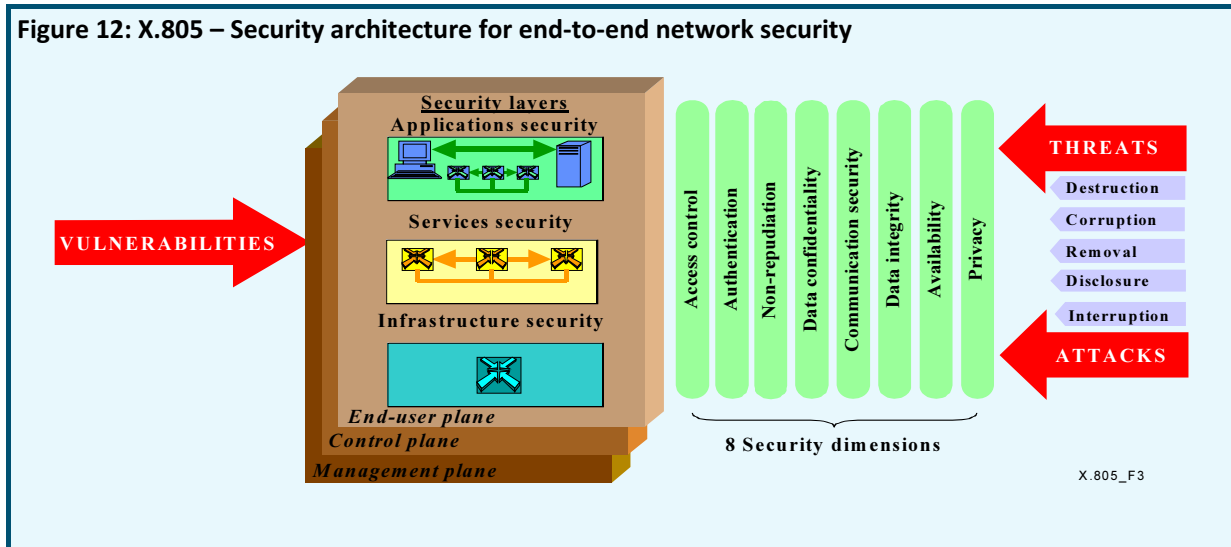 Figure 12: X.805 – Security architecture for end-to-end network security
Security layers
Applications security
Services security
Infrastructure security
End-user plane
Control plane
Management plane
VULNERABILITIES
Access control
Authentication
Non-repudiation
Data confidentiality
Communication security
Data integrity
Availability
Privacy
8 Security dimensions
THREATS
Destruction
Corruption
Removal
Disclosure
Interruption
ATTACKS
X.805_F3